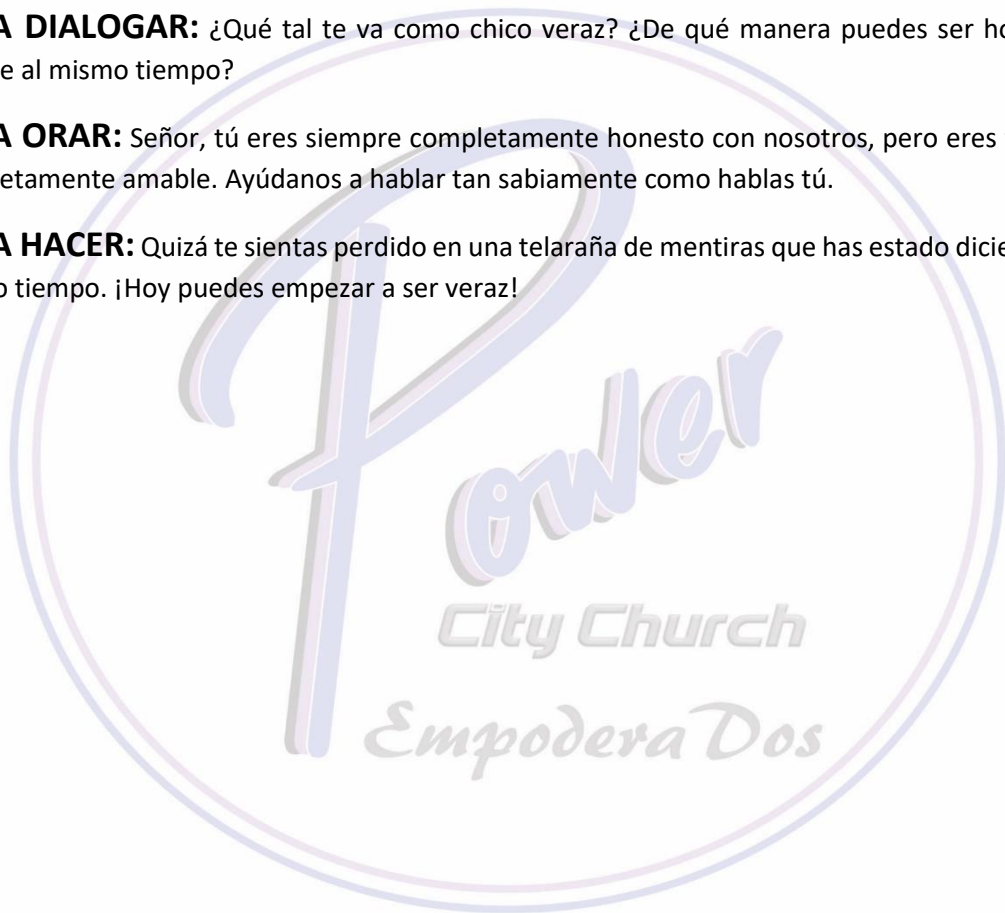 A DIALOGAR: ¿Qué tal te va como chico veraz? ¿De qué manera puedes ser ho
e al mismo tiempo?
A ORAR: Señor, tú eres siempre completamente honesto con nosotros, pero eres
etamente amable. Ayúdanos a hablar tan sabiamente como hablas tú.
A HACER: Quizá te sientas perdido en una telaraña de mentiras que has estado dicie
o tiempo. ¡Hoy puedes empezar a ser veraz!
Power
City Church
EmpoderaDos